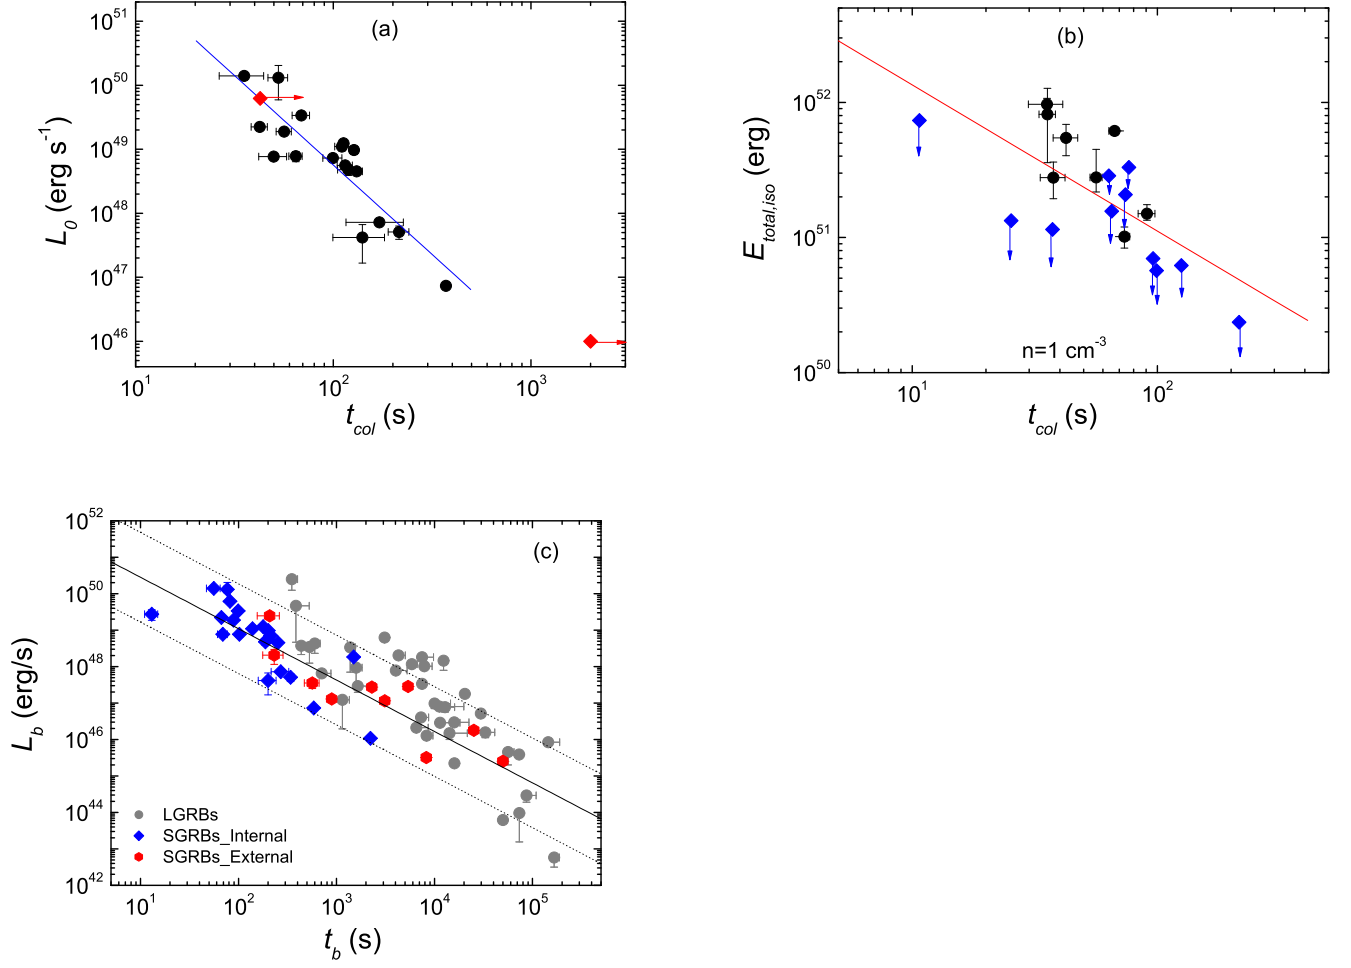 (a)
10^51
10^50
10^49
10^48
10^47
10^46
L_0 (erg s^-1)
10^1
10^2
10^3
t_col (s)
(b)
10^52
10^51
10^50
E_total,iso (erg)
n=1 cm^-3
10^1
10^2
t_col (s)
(c)
10^52
10^50
10^48
10^46
10^44
10^42
L_b (erg/s)
LGRBs
SGRBs_Internal
SGRBs_External
10^1
10^2
10^3
10^4
10^5
t_b (s)